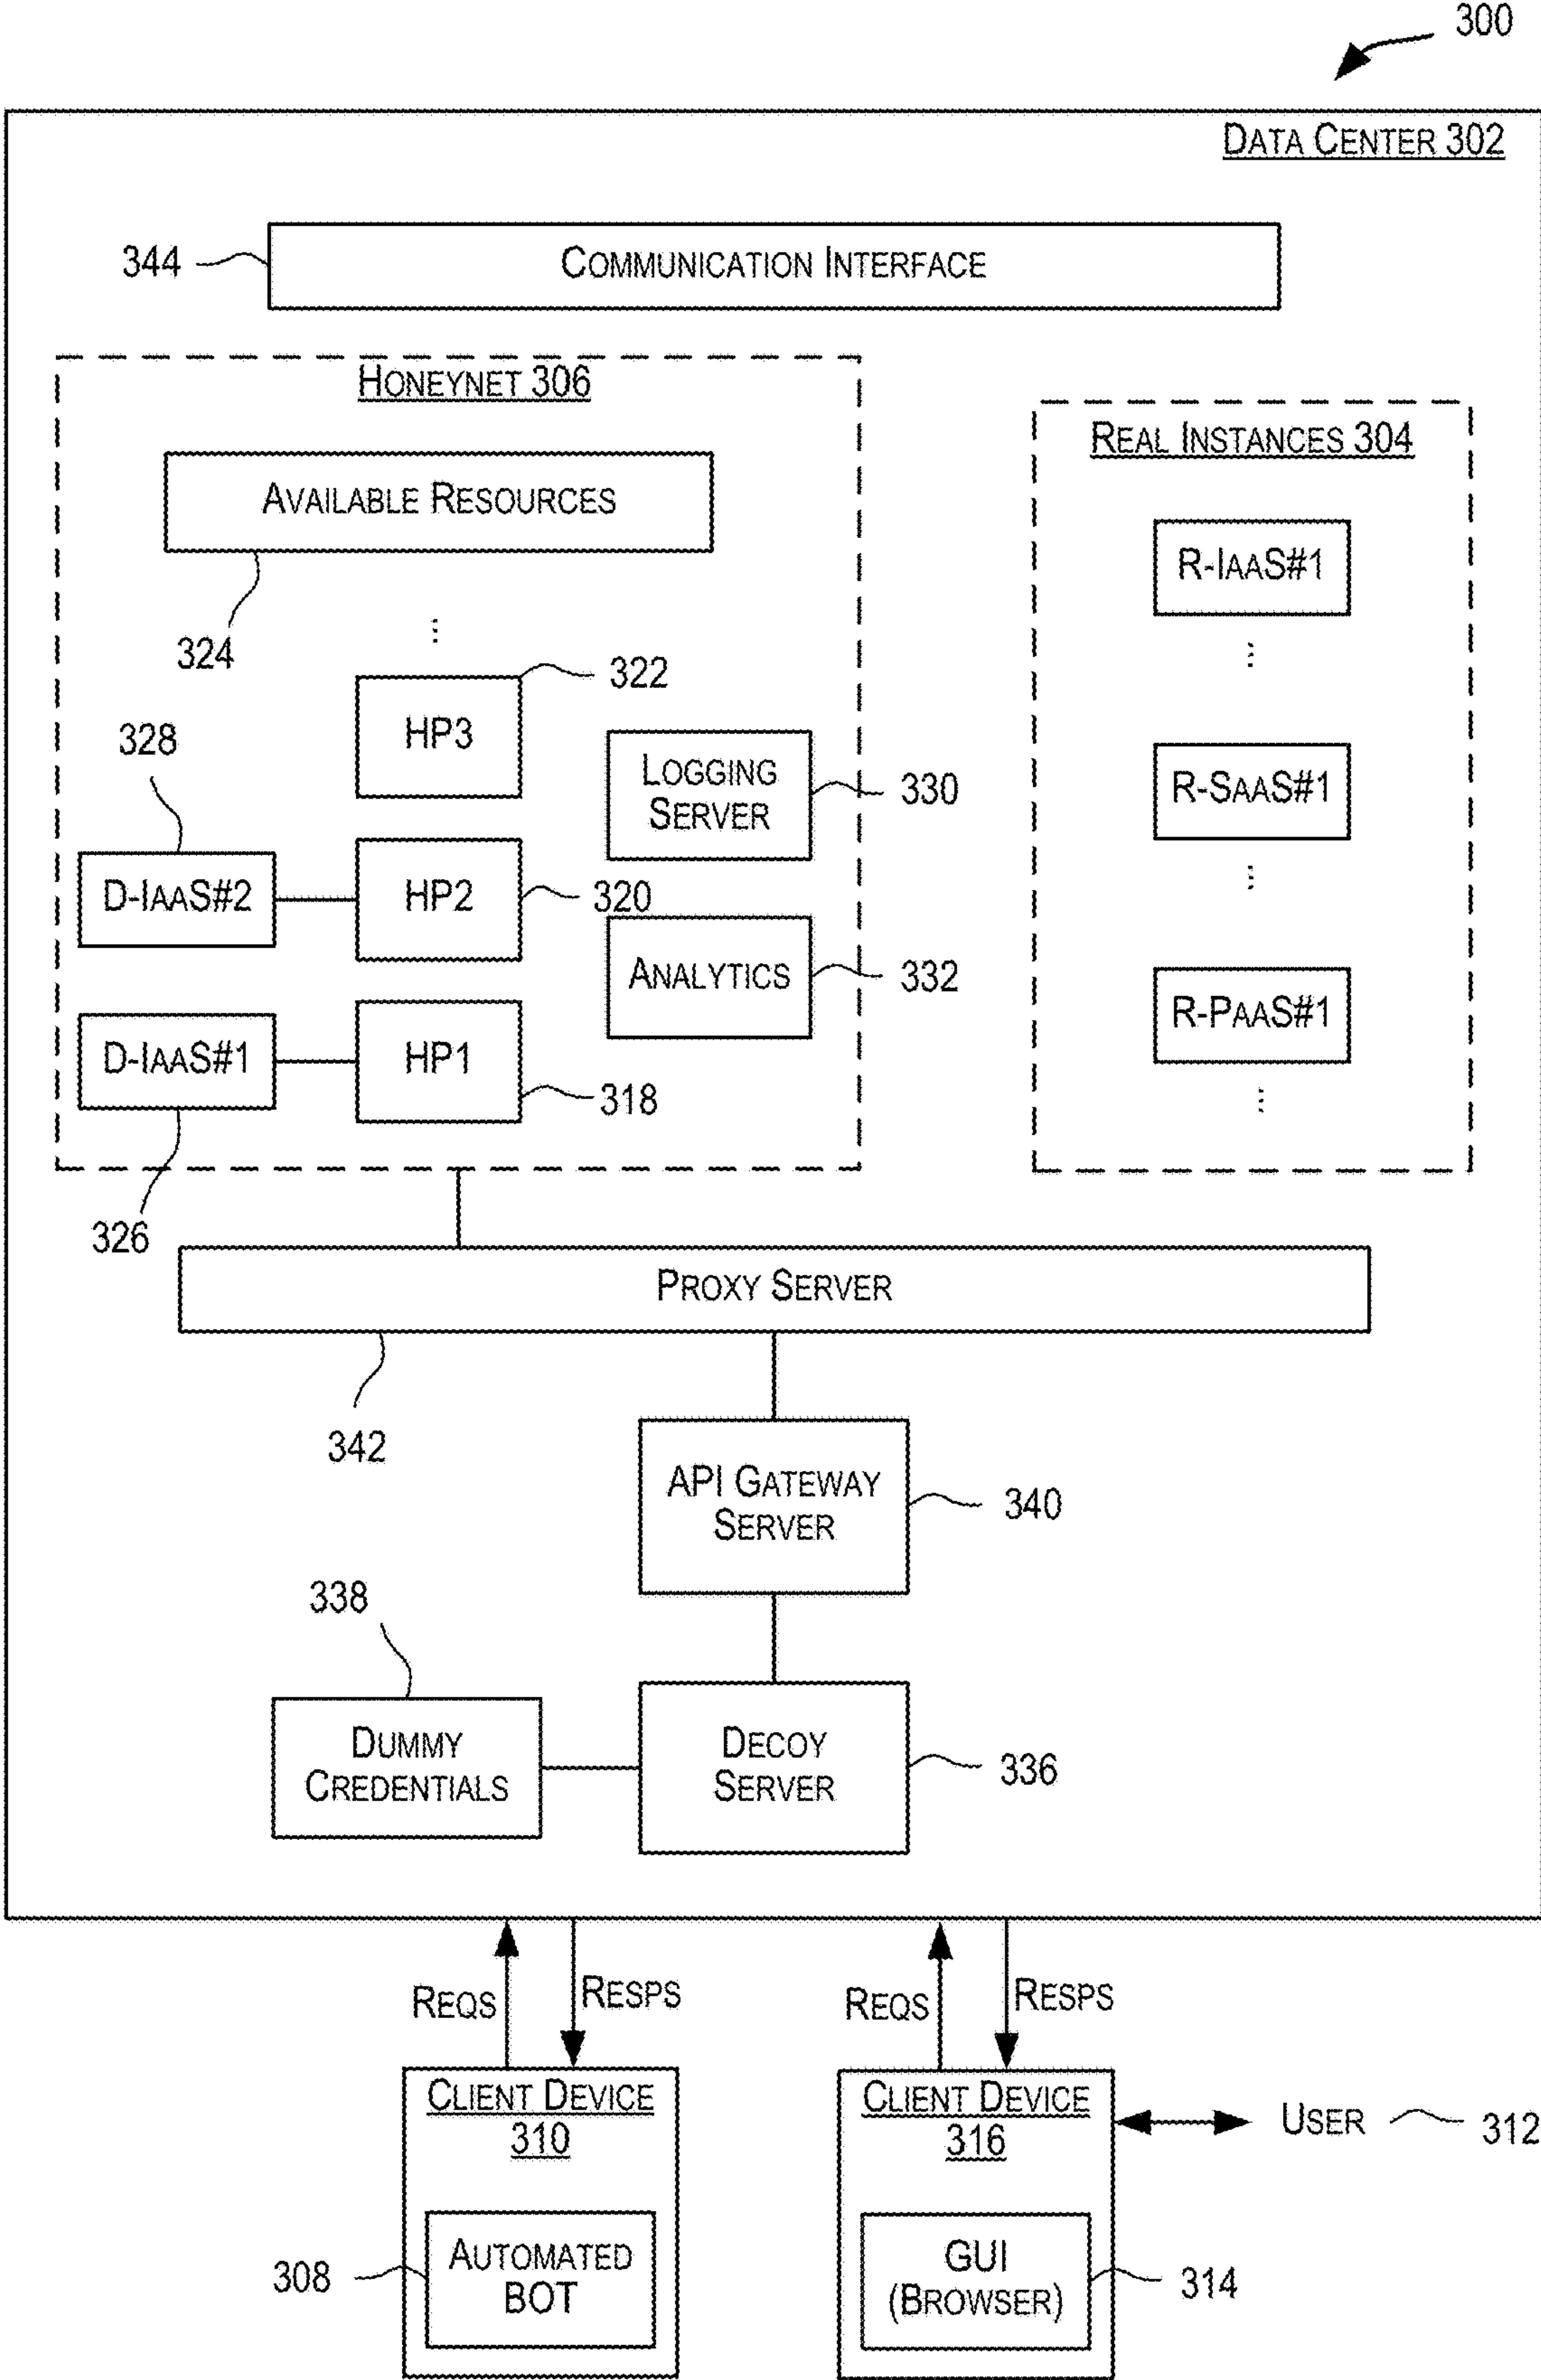 300
DATA CENTER 302
344
COMMUNICATION INTERFACE
HONEYNET 306
AVAILABLE RESOURCES
324
...
322
HP3
328
LOGGING
SERVER
330
D-IAAS#2
HP2
320
ANALYTICS
332
D-IAAS#1
HP1
318
326
REAL INSTANCES 304
R-IAAS#1
...
R-SAAS#1
...
R-PAAS#1
...
PROXY SERVER
342
API GATEWAY
SERVER
340
338
DUMMY
CREDENTIALS
DECOY
SERVER
336
REQS
RESPS
REQS
RESPS
CLIENT DEVICE
310
AUTOMATED
BOT
308
CLIENT DEVICE
316
USER
312
GUI
(BROWSER)
314